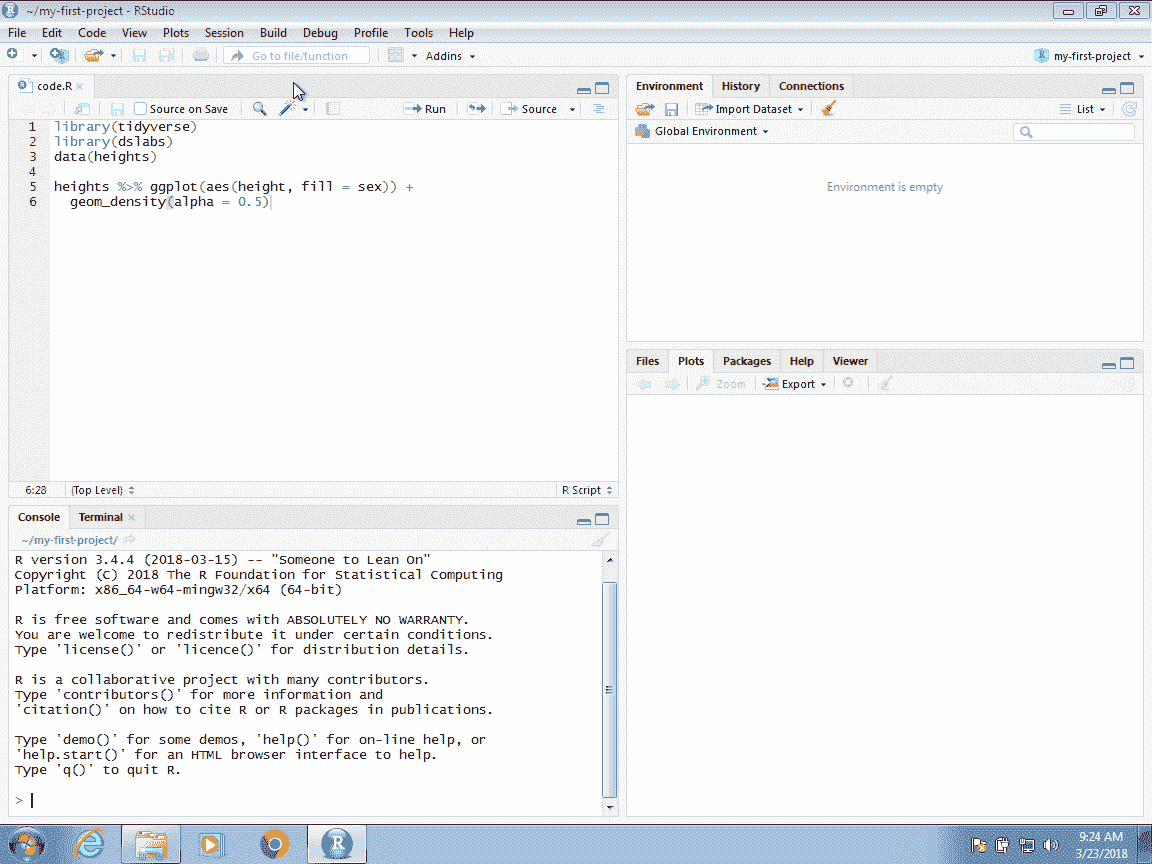 ~/my-first-project - RStudio
File Edit Code View Plots Session Build Debug Profile Tools Help
Go to file/function Addins my-first-project
code.R
Source on Save Run Source
1 library(tidyverse)
2 library(dslabs)
3 data(heights)
4
5 heights %>% ggplot(aes(height, fill = sex)) +
6 geom_density(alpha = 0.5)
6:28 (Top Level) R Script
Console Terminal
~/my-first-project/
R version 3.4.4 (2018-03-15) -- "Someone to Lean On"
Copyright (C) 2018 The R Foundation for Statistical Computing
Platform: x86_64-w64-mingw32/x64 (64-bit)
R is free software and comes with ABSOLUTELY NO WARRANTY.
You are welcome to redistribute it under certain conditions.
Type 'license()' or 'licence()' for distribution details.
R is a collaborative project with many contributors.
Type 'contributors()' for more information and
'citation()' on how to cite R or R packages in publications.
Type 'demo()' for some demos, 'help()' for on-line help, or
'help.start()' for an HTML browser interface to help.
Type 'q()' to quit R.
>
Environment History Connections
Import Dataset List
Global Environment
Environment is empty
Files Plots Packages Help Viewer
Zoom Export
9:24 AM
3/23/2018